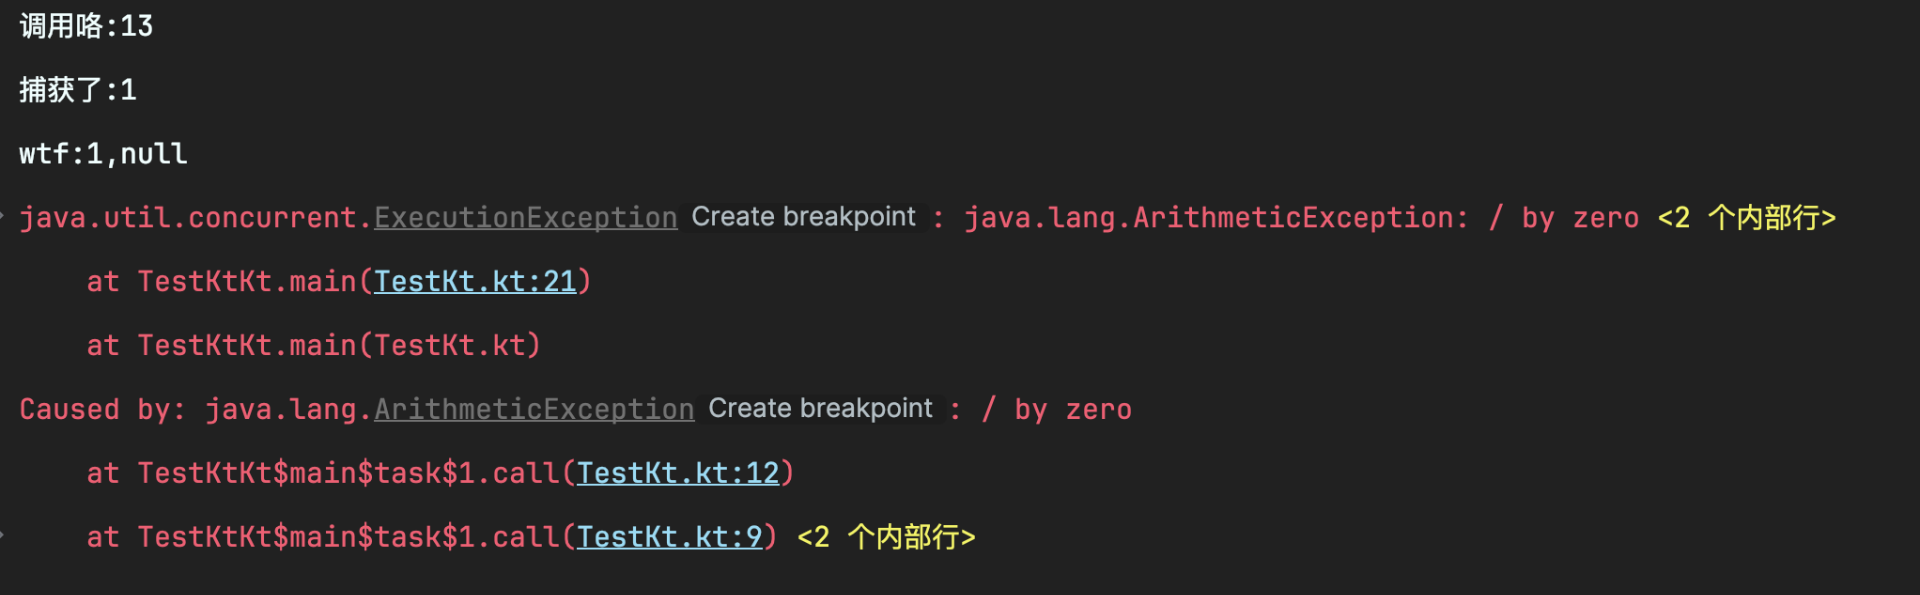 调用咯:13
捕获了:1
wtf:1,null
java.util.concurrent.ExecutionException Create breakpoint : java.lang.ArithmeticException: / by zero <2 个内部行>
at TestKtKt.main(TestKt.kt:21)
at TestKtKt.main(TestKt.kt)
Caused by: java.lang.ArithmeticException Create breakpoint : / by zero
at TestKtKt$main$task$1.call(TestKt.kt:12)
at TestKtKt$main$task$1.call(TestKt.kt:9) <2 个内部行>